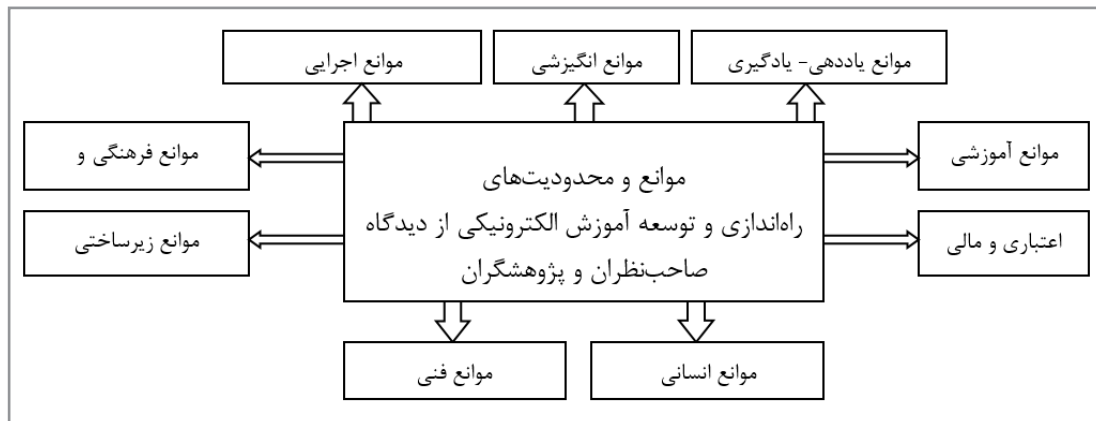 موانع یاددهی- یادگیری
موانع انگیزشی
موانع اجرایی
موانع آموزشی
موانع فرهنگی و
موانع و محدودیت‌های
راه‌اندازی و توسعه آموزش الکترونیکی از دیدگاه
صاحب‌نظران و پژوهشگران
اعتباری و مالی
موانع زیرساختی
موانع انسانی
موانع فنی